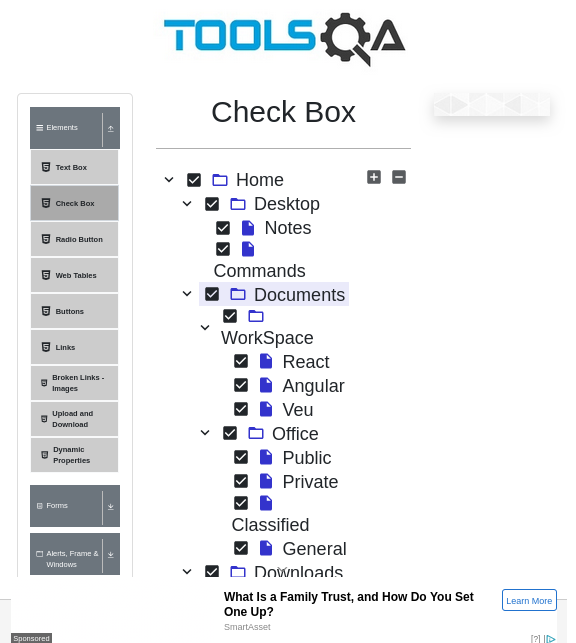 TOOLSQA
Elements
Text Box
Check Box
Radio Button
Web Tables
Buttons
Links
Broken Links -
Images
Upload and
Download
Dynamic
Properties
Forms
Alerts, Frame &
Windows
Check Box
Home
Desktop
Notes
Commands
Documents
WorkSpace
React
Angular
Veu
Office
Public
Private
Classified
General
Downloads
What Is a Family Trust, and How Do You Set
One Up?
SmartAsset
Learn More
Sponsored
[?]